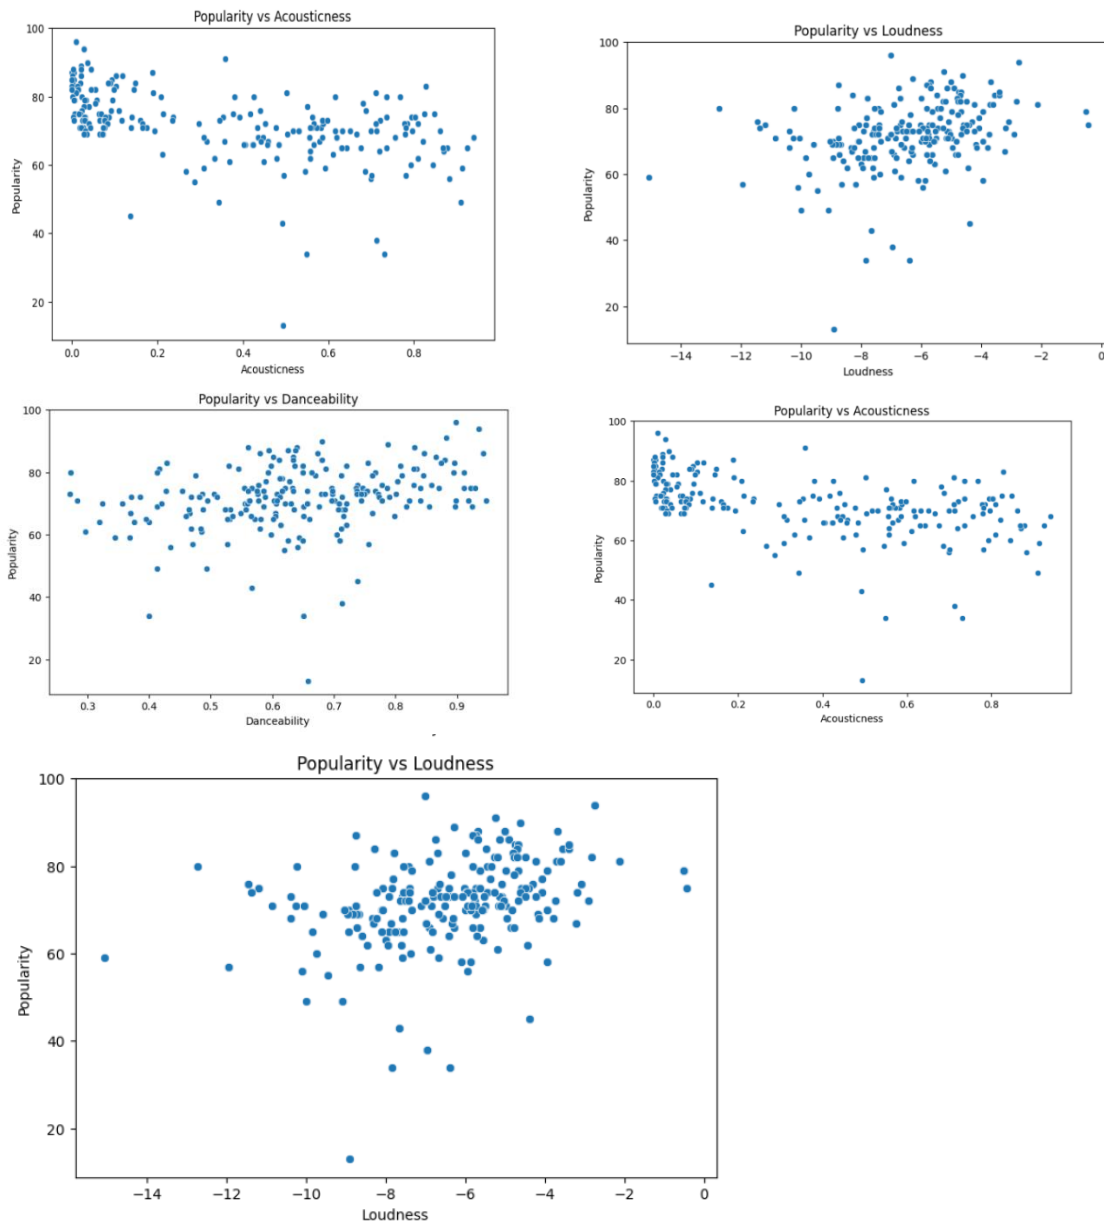 Popularity vs Acousticness
100
80
60
40
20
Popularity
0.0 0.2 0.4 0.6 0.8
Acousticness
Popularity vs Loudness
100
80
60
40
20
Popularity
−14 −12 −10 −8 −6 −4 −2 0
Loudness
Popularity vs Danceability
100
80
60
40
20
Popularity
0.3 0.4 0.5 0.6 0.7 0.8 0.9
Danceability
Popularity vs Acousticness
100
80
60
40
20
Popularity
0.0 0.2 0.4 0.6 0.8
Acousticness
Popularity vs Loudness
100
80
60
40
20
Popularity
−14 −12 −10 −8 −6 −4 −2 0
Loudness